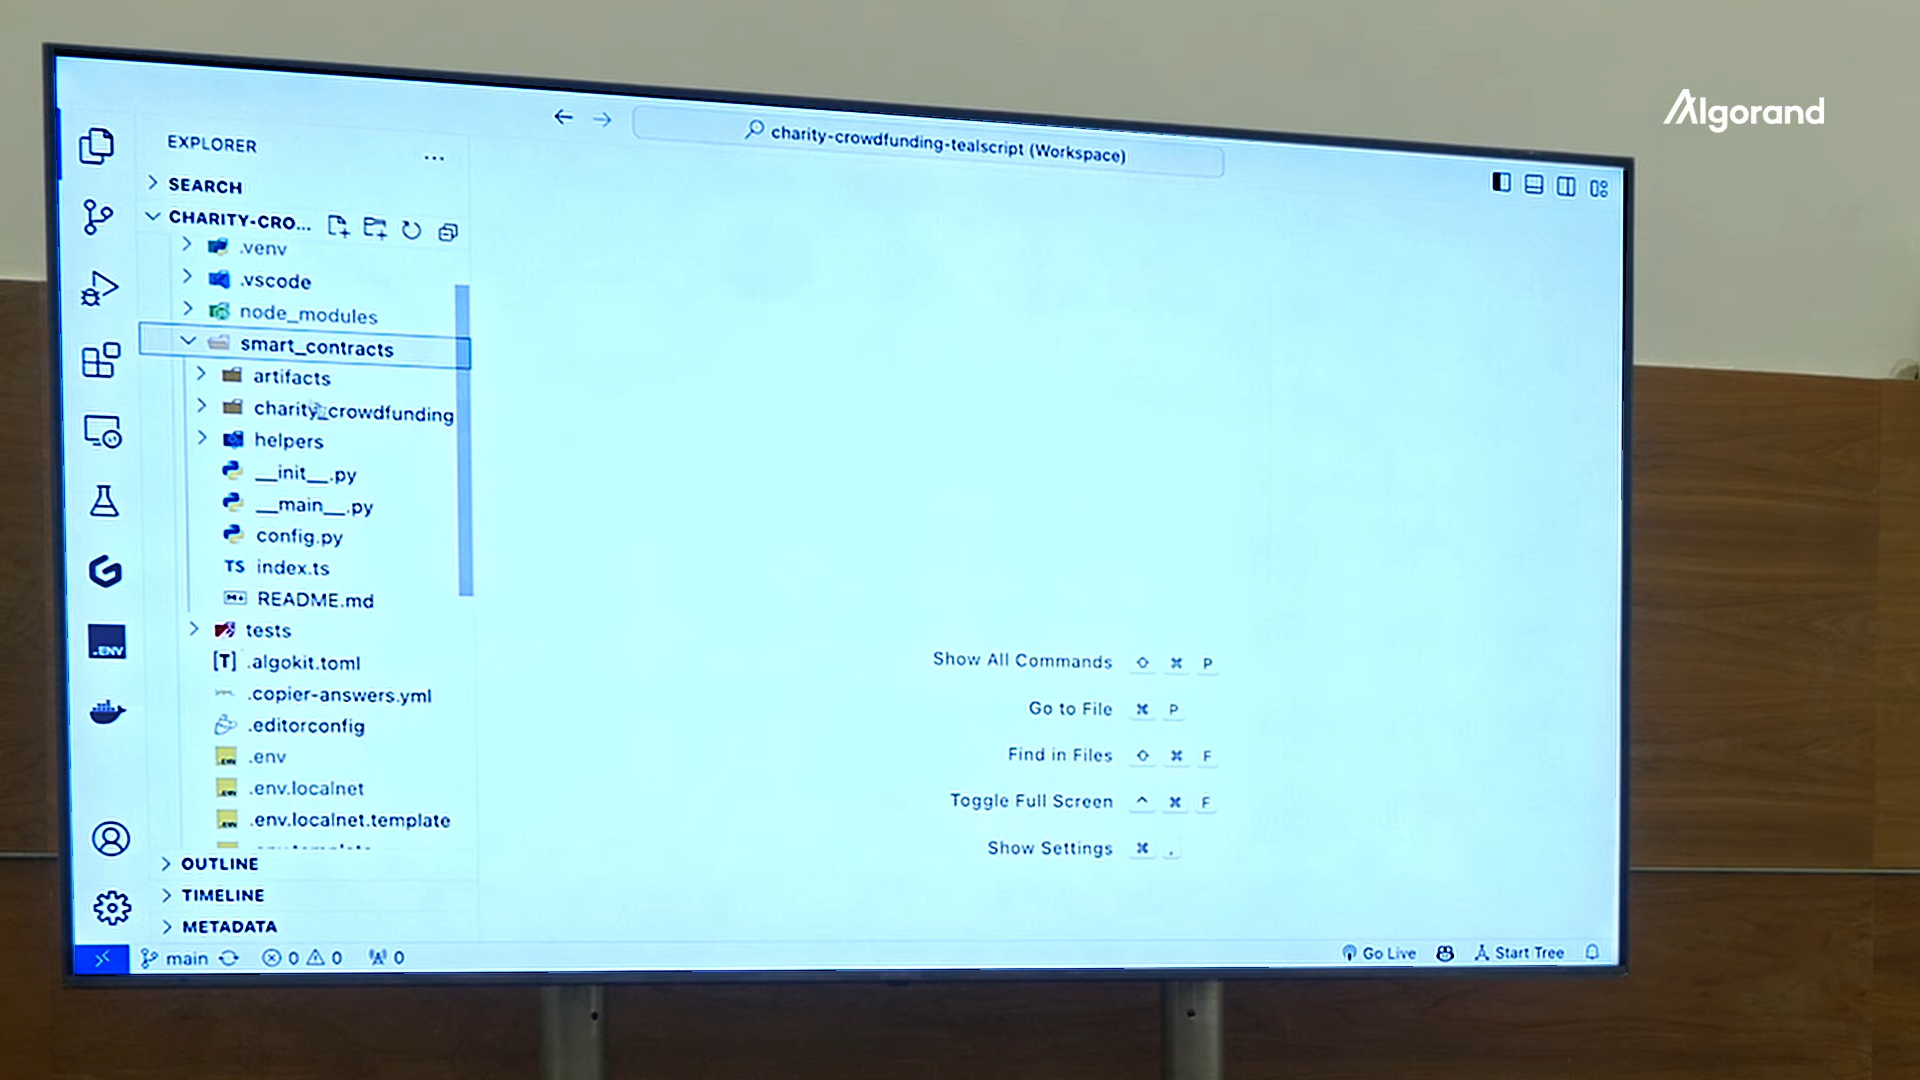 Algorand
charity-crowdfunding-tealscript (Workspace)
EXPLORER
SEARCH
CHARITY-CRO...
.venv
.vscode
node_modules
smart_contracts
artifacts
charity_crowdfunding
helpers
__init__.py
__main__.py
config.py
TS index.ts
README.md
tests
[T] .algokit.toml
.copier-answers.yml
.editorconfig
.env
.env.localnet
.env.localnet.template
OUTLINE
TIMELINE
METADATA
.ENV
Show All Commands ⇧ ⌘ P
Go to File ⌘ P
Find in Files ⇧ ⌘ F
Toggle Full Screen ^ ⌘ F
Show Settings ⌘ ,
main 0 0 0
Go Live Start Tree